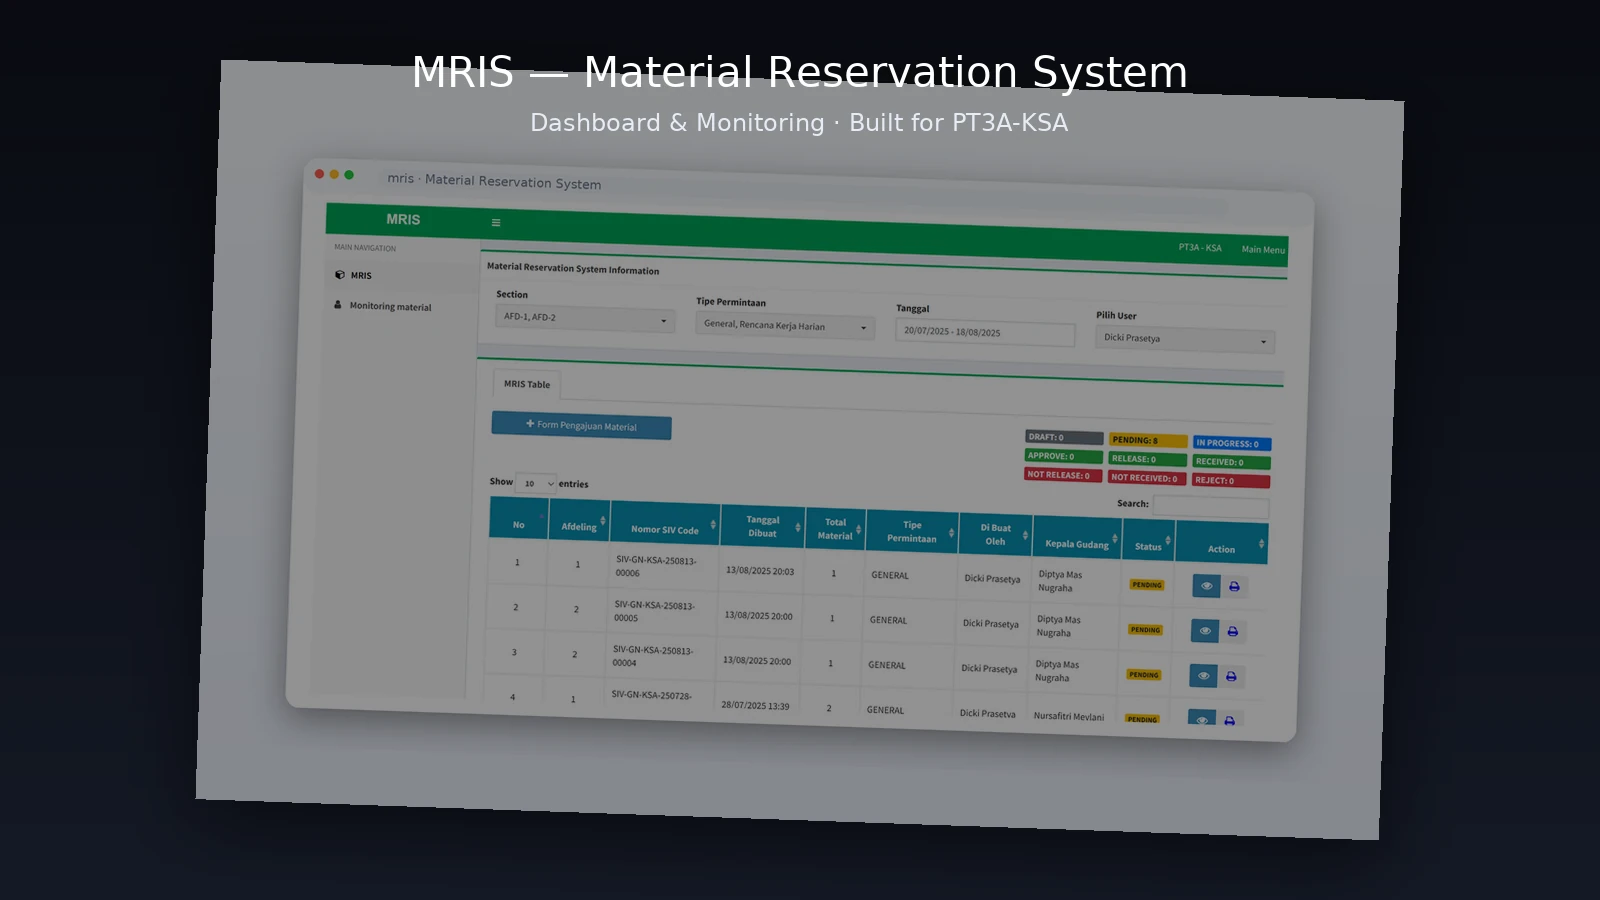 MRIS — Material Reservation System
Dashboard & Monitoring · Built for PT3A-KSA
mris · Material Reservation System
MRIS
PT3A - KSA
Main Menu
MAIN NAVIGATION
MRIS
Monitoring material
Material Reservation System Information
Section
Tipe Permintaan
Tanggal
Pilih User
AFD-1, AFD-2
General, Rencana Kerja Harian
20/07/2025 - 18/08/2025
Dicki Prasetya
MRIS Table
Form Pengajuan Material
DRAFT: 0
PENDING: 8
IN PROGRESS: 0
APPROVE: 0
RELEASE: 0
RECEIVED: 0
NOT RELEASE: 0
NOT RECEIVED: 0
REJECT: 0
Show 10 entries
Search:
No
Afdeling
Nomor SIV Code
Tanggal
Dibuat
Total
Material
Tipe
Permintaan
Di Buat
Oleh
Kepala Gudang
Status
Action
1
1
SIV-GN-KSA-250813-
00006
13/08/2025 20:03
1
GENERAL
Dicki Prasetya
Diptya Mas
Nugraha
PENDING
2
2
SIV-GN-KSA-250813-
00005
13/08/2025 20:00
1
GENERAL
Dicki Prasetya
Diptya Mas
Nugraha
PENDING
3
2
SIV-GN-KSA-250813-
00004
13/08/2025 20:00
1
GENERAL
Dicki Prasetya
Diptya Mas
Nugraha
PENDING
4
1
SIV-GN-KSA-250728-
28/07/2025 13:39
2
GENERAL
Dicki Prasetya
Nursafitri Meylani
PENDING